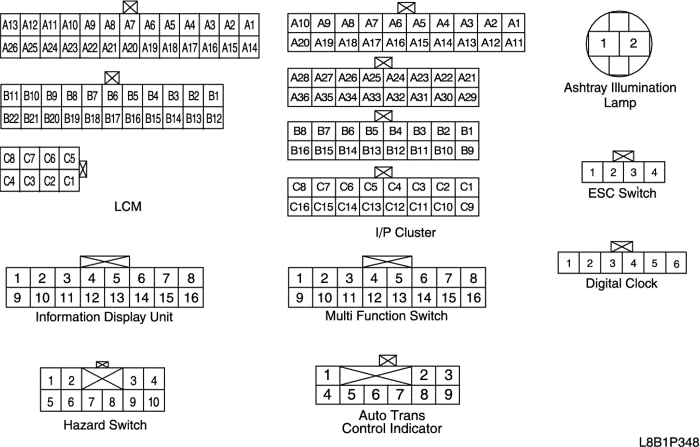 A13 A12 A11 A10 A9 A8 A7 A6 A5 A4 A3 A2 A1
A26 A25 A24 A23 A22 A21 A20 A19 A18 A17 A16 A15 A14
B11 B10 B9 B8 B7 B6 B5 B4 B3 B2 B1
B22 B21 B20 B19 B18 B17 B16 B15 B14 B13 B12
C8 C7 C6 C5
C4 C3 C2 C1
LCM
A10 A9 A8 A7 A6 A5 A4 A3 A2 A1
A20 A19 A18 A17 A16 A15 A14 A13 A12 A11
A28 A27 A26 A25 A24 A23 A22 A21
A36 A35 A34 A33 A32 A31 A30 A29
B8 B7 B6 B5 B4 B3 B2 B1
B16 B15 B14 B13 B12 B11 B10 B9
C8 C7 C6 C5 C4 C3 C2 C1
C16 C15 C14 C13 C12 C11 C10 C9
I/P Cluster
1 2
Ashtray Illumination
Lamp
1 2 3 4
ESC Switch
1 2 3 4 5 6 7 8
9 10 11 12 13 14 15 16
Information Display Unit
1 2 3 4 5 6 7 8
9 10 11 12 13 14 15 16
Multi Function Switch
1 2 3 4 5 6
Digital Clock
1 2 3 4
5 6 7 8 9 10
Hazard Switch
1 2 3
4 5 6 7 8 9
Auto Trans
Control Indicator
L8B1P348